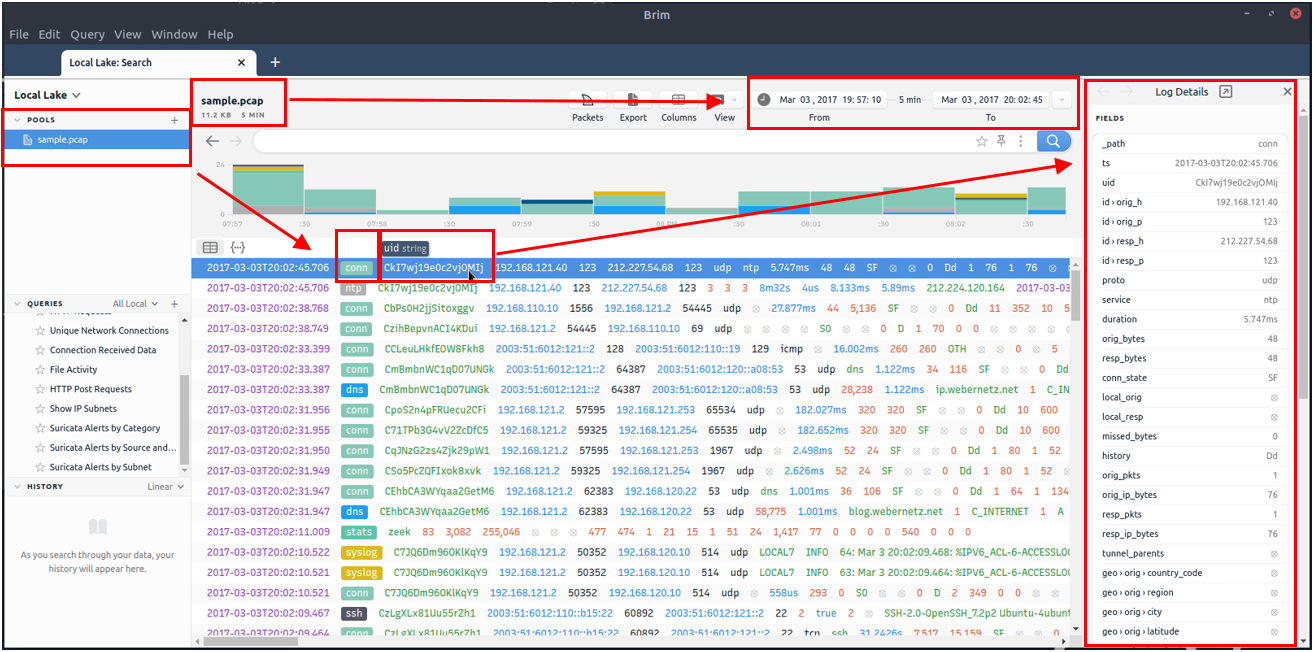 Brim
File Edit Query View Window Help
Local Lake: Search × +
Local Lake
POOLS +
sample.pcap
sample.pcap
11.2 KB 5 MIN
Packets Export Columns View
Mar 03 , 2017 19:57:10 – 5 min – Mar 03 , 2017 20:02:45
From To
24
0
07:57 :30 07:58 :30 :30 :30 08:01 :30 08:02 :30
uid string
2017-03-03T20:02:45.706 conn CkI7wj19e0c2vjOMIj 192.168.121.40 123 212.227.54.68 123 udp ntp 5.747ms 48 48 SF ⊗ ⊗ 0 Dd 1 76 1 76 ⊗
2017-03-03T20:02:45.706 ntp CkI7wj19e0c2vjOMIj 192.168.121.40 123 212.227.54.68 123 3 3 3 8m32s 4us 8.133ms 5.89ms 212.224.120.164 2017-03-03
2017-03-03T20:02:38.768 conn CbPs0H2jjSitoxggv 192.168.110.10 1556 192.168.121.2 54445 udp ⊗ 27.877ms 44 5,136 SF ⊗ ⊗ 0 Dd 11 352 10 5
2017-03-03T20:02:38.749 conn CzihBepvnACI4KDui 192.168.121.2 54445 192.168.110.10 69 udp ⊗ ⊗ ⊗ ⊗ S0 ⊗ ⊗ 0 D 1 70 0 0 ⊗ ⊗ ⊗ ⊗ ⊗
2017-03-03T20:02:33.399 conn CCLeuLHkfEOW8Fkh8 2003:51:6012:121::2 128 2003:51:6012:110::19 129 icmp ⊗ 16.002ms 260 260 OTH ⊗ ⊗ 0 ⊗ 5
2017-03-03T20:02:33.387 conn CmBmbnWC1qD07UNGk 2003:51:6012:121::2 64387 2003:51:6012:120::a08:53 53 udp dns 1.122ms 34 116 SF ⊗ ⊗ 0 Dd
2017-03-03T20:02:33.387 dns CmBmbnWC1qD07UNGk 2003:51:6012:121::2 64387 2003:51:6012:120::a08:53 53 udp 28,238 1.122ms ip.webernetz.net 1 C_IN
2017-03-03T20:02:31.956 conn CpoS2n4pFRUecu2CFi 192.168.121.2 57595 192.168.121.253 65534 udp ⊗ 182.027ms 320 320 SF ⊗ ⊗ 0 Dd 10 600
2017-03-03T20:02:31.955 conn C71TPb3G4vV2ZcDfC5 192.168.121.2 59325 192.168.121.254 65535 udp ⊗ 182.652ms 320 320 SF ⊗ ⊗ 0 Dd 10 600
2017-03-03T20:02:31.950 conn CqJNzG2zs4Zjk29pW1 192.168.121.2 57595 192.168.121.253 1967 udp ⊗ 2.498ms 52 24 SF ⊗ ⊗ 0 Dd 1 80 1 52
2017-03-03T20:02:31.949 conn CSo5PcZQFIxok8xvk 192.168.121.2 59325 192.168.121.254 1967 udp ⊗ 2.626ms 52 24 SF ⊗ ⊗ 0 Dd 1 80 1 52
2017-03-03T20:02:31.947 conn CEhbCA3WYqaa2GetM6 192.168.121.2 62383 192.168.120.22 53 udp dns 1.001ms 36 106 SF ⊗ ⊗ 0 Dd 1 64 1 134
2017-03-03T20:02:31.947 dns CEhbCA3WYqaa2GetM6 192.168.121.2 62383 192.168.120.22 53 udp 58,775 1.001ms blog.webernetz.net 1 C_INTERNET 1 A
2017-03-03T20:02:11.009 stats zeek 83 3,082 255,046 ⊗ ⊗ ⊗ 477 474 1 21 15 1 51 24 1,417 77 0 0 0 0 540 0 0 0
2017-03-03T20:02:10.522 syslog C7JQ6Dm96OKlKqY9 192.168.121.2 50352 192.168.120.10 514 udp LOCAL7 INFO 64: Mar 3 20:02:09.468: %IPV6_ACL-6-ACCESSLO
2017-03-03T20:02:10.521 syslog C7JQ6Dm96OKlKqY9 192.168.121.2 50352 192.168.120.10 514 udp LOCAL7 INFO 63: Mar 3 20:02:09.464: %IPV6_ACL-6-ACCESSLO
2017-03-03T20:02:10.521 conn C7JQ6Dm96OKlKqY9 192.168.121.2 50352 192.168.120.10 514 udp ⊗ 558us 293 0 S0 ⊗ ⊗ 0 D 2 349 0 0 ⊗
2017-03-03T20:02:09.467 ssh CzLgXLx81Uu55rZh1 2003:51:6012:110::b15:22 60892 2003:51:6012:121::2 22 2 true 2 ⊗ SSH-2.0-OpenSSH_7.2p2 Ubuntu-4ubunt
2017-03-03T20:02:09.464 conn CzLgXLx81Uu55rZh1 2003:51:6012:110::b15:22 60892 2003:51:6012:121::2 22 tcp ssh 31.2426s 7,517 15,159 SF
QUERIES All Local +
Unique Network Connections
Connection Received Data
File Activity
HTTP Post Requests
Show IP Subnets
Suricata Alerts by Category
Suricata Alerts by Source and...
Suricata Alerts by Subnet
HISTORY Linear
As you search through your data, your
history will appear here.
Log Details
FIELDS
_path conn
ts 2017-03-03T20:02:45.706
uid CkI7wj19e0c2vjOMIj
id › orig_h 192.168.121.40
id › orig_p 123
id › resp_h 212.227.54.68
id › resp_p 123
proto udp
service ntp
duration 5.747ms
orig_bytes 48
resp_bytes 48
conn_state SF
local_orig ⊗
local_resp ⊗
missed_bytes 0
history Dd
orig_pkts 1
orig_ip_bytes 76
resp_pkts 1
resp_ip_bytes 76
tunnel_parents ⊗
geo › orig › country_code ⊗
geo › orig › region ⊗
geo › orig › city ⊗
geo › orig › latitude ⊗